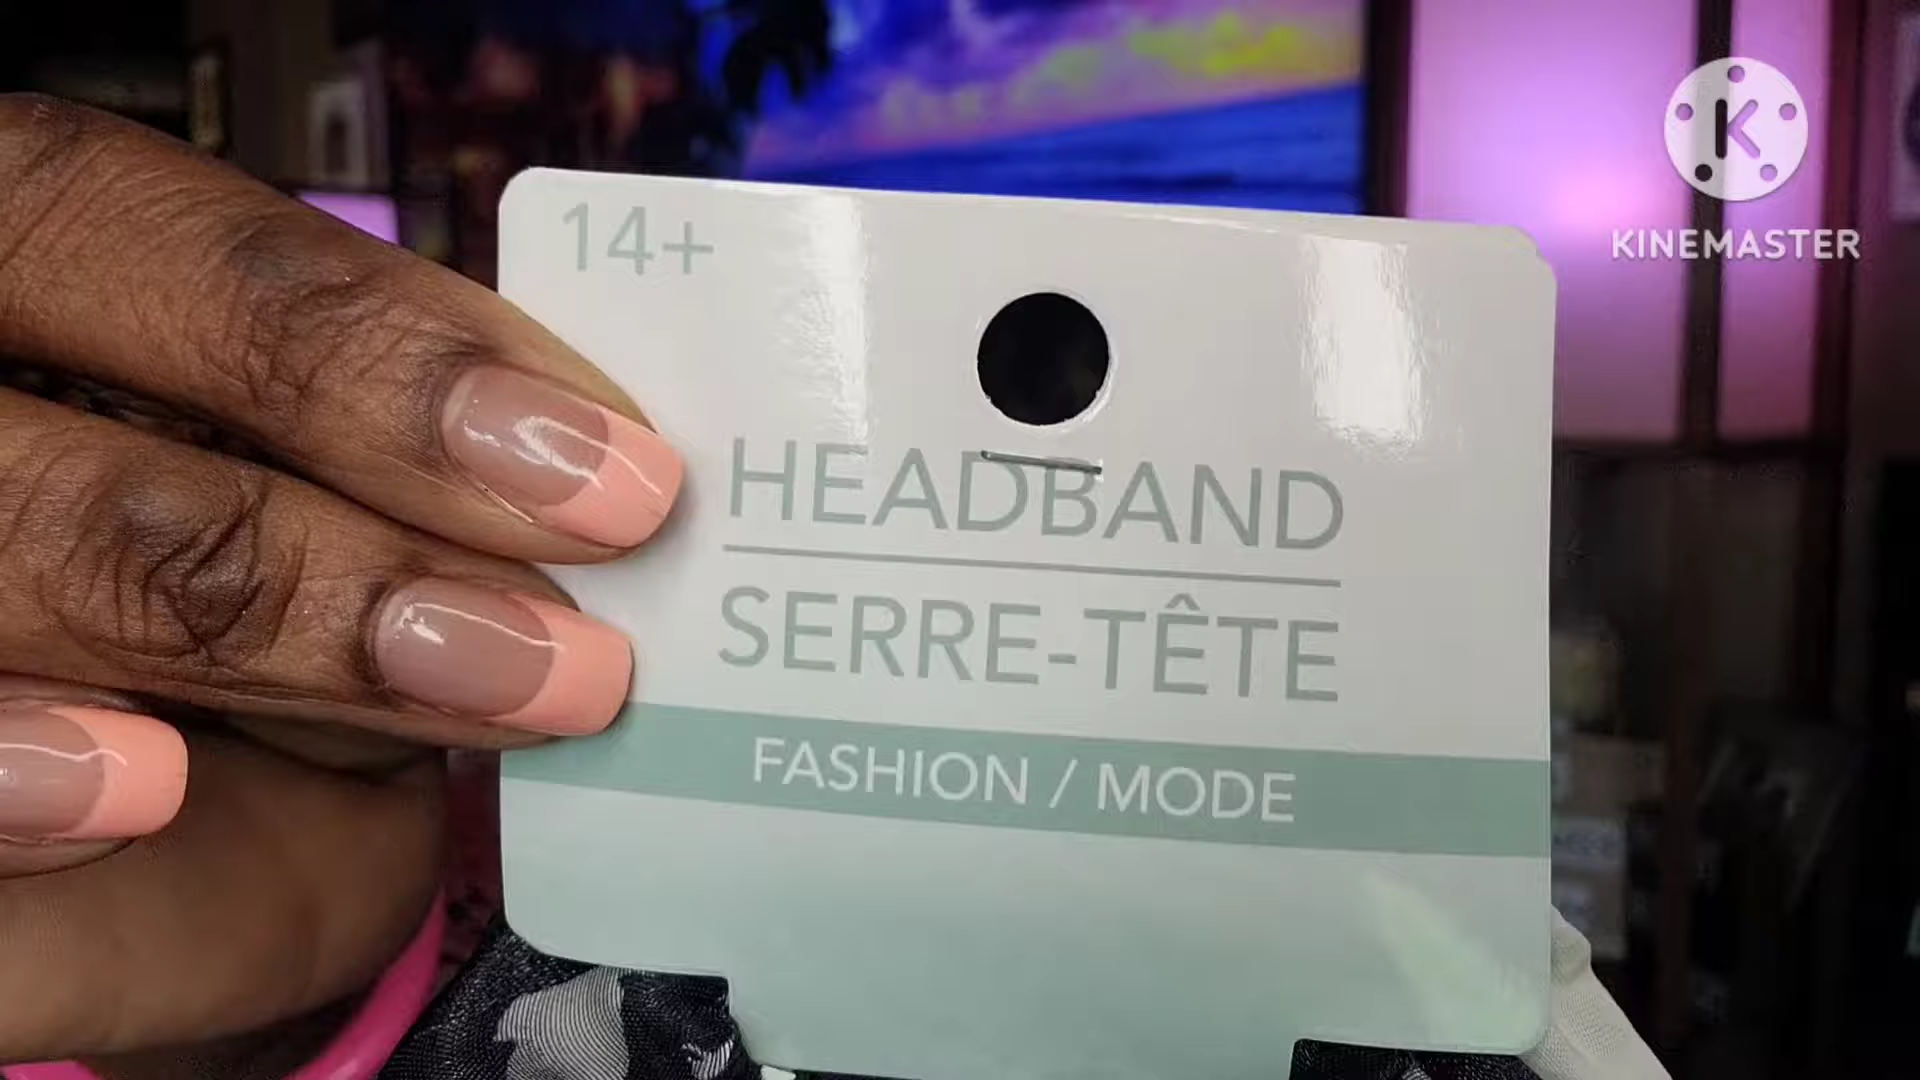 14+
HEADBAND
SERRE-TÊTE
FASHION / MODE
K
KINEMASTER